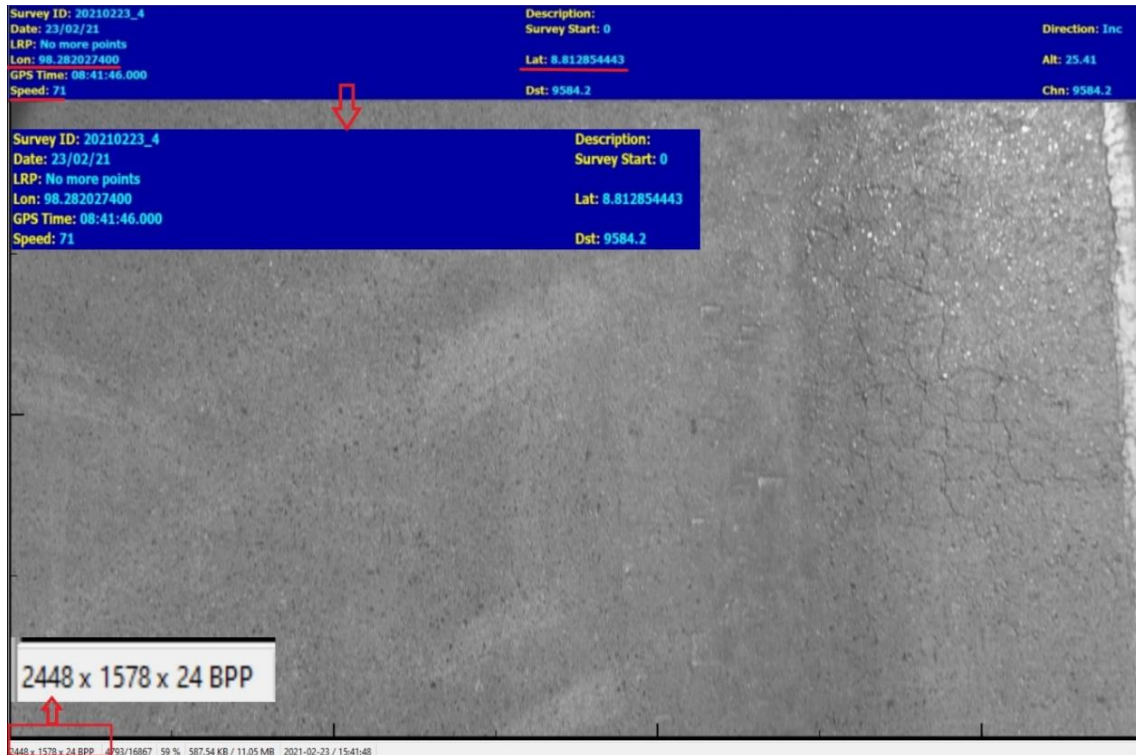 Survey ID: 20210223_4 Description:
Date: 23/02/21 Survey Start: 0 Direction: Inc
LRP: No more points
Lon: 98.282027400 Lat: 8.812854443 Alt: 25.41
GPS Time: 08:41:46.000
Speed: 71 Dst: 9584.2 Chn: 9584.2
Survey ID: 20210223_4 Description:
Date: 23/02/21 Survey Start: 0
LRP: No more points
Lon: 98.282027400 Lat: 8.812854443
GPS Time: 08:41:46.000
Speed: 71 Dst: 9584.2
2448 x 1578 x 24 BPP
2448 x 1578 x 24 BPP 4793/16867 59 % 587.54 KB / 11.05 MB 2021-02-23 / 15:41:48